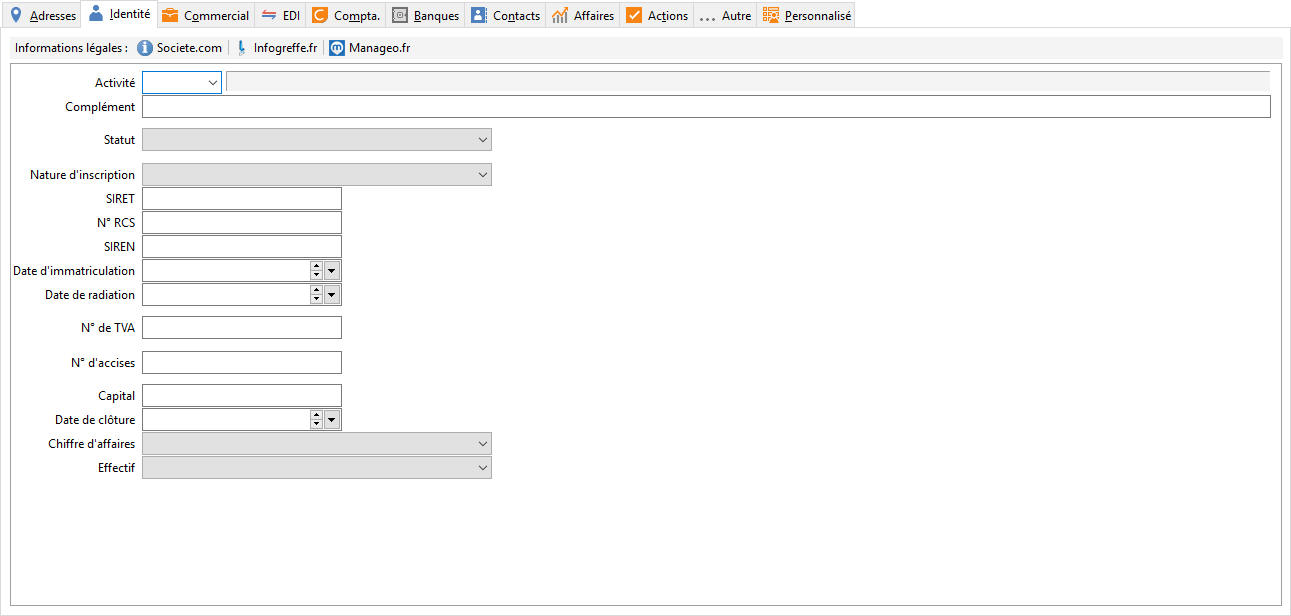 Adresses Identité Commercial EDI Compta. Banques Contacts Affaires Actions ... Autre Personnalisé
Informations légales : Societe.com Infogreffe.fr Manageo.fr
Activité
Complément
Statut
Nature d'inscription
SIRET
N° RCS
SIREN
Date d'immatriculation
Date de radiation
N° de TVA
N° d'accises
Capital
Date de clôture
Chiffre d'affaires
Effectif